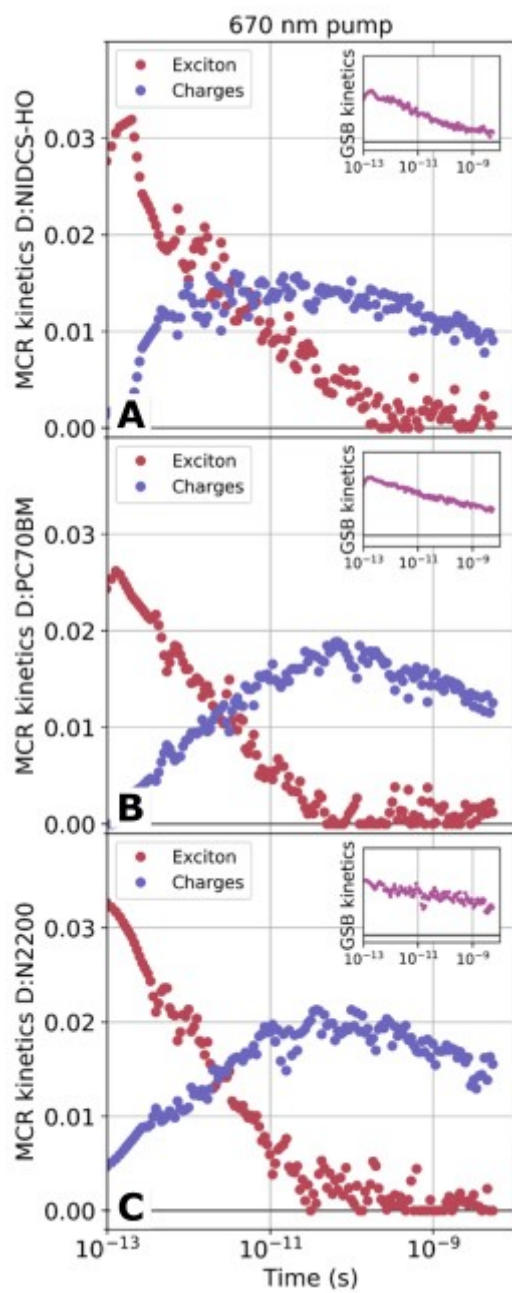 670 nm pump
Exciton
Charges
GSB kinetics
10⁻¹³ 10⁻¹¹ 10⁻⁹
MCR kinetics D:NIDCS-HO
0.03
0.02
0.01
0.00
A
Exciton
Charges
GSB kinetics
10⁻¹³ 10⁻¹¹ 10⁻⁹
MCR kinetics D:PC70BM
0.03
0.02
0.01
0.00
B
Exciton
Charges
GSB kinetics
10⁻¹³ 10⁻¹¹ 10⁻⁹
MCR kinetics D:N2200
0.03
0.02
0.01
0.00
C
10⁻¹³ 10⁻¹¹ 10⁻⁹
Time (s)